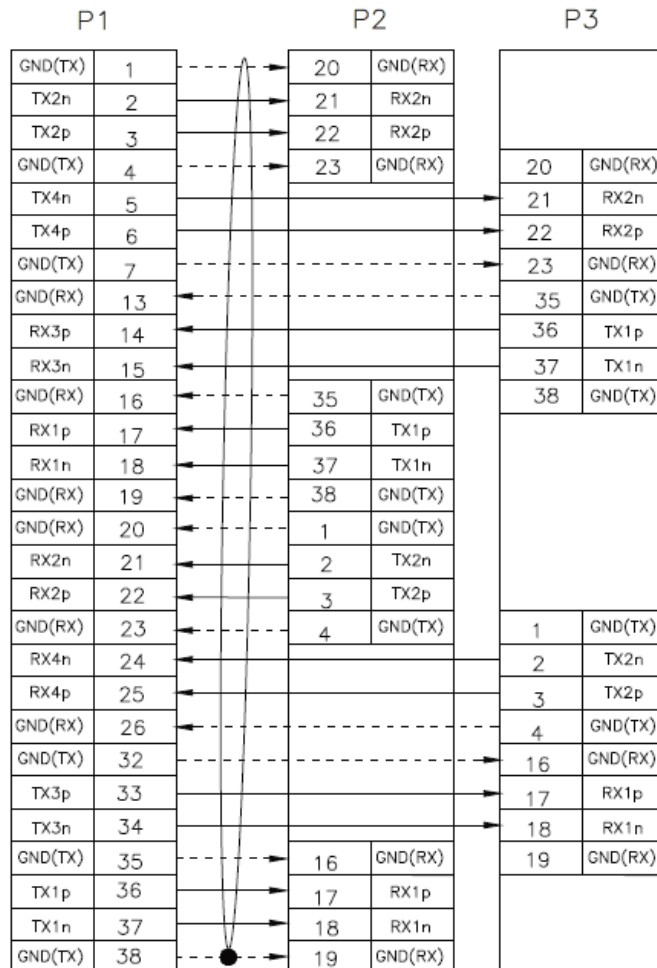 P1 P2 P3
GND(TX) 1 20 GND(RX)
TX2n 2 21 RX2n
TX2p 3 22 RX2p
GND(TX) 4 23 GND(RX) 20 GND(RX)
TX4n 5 21 RX2n
TX4p 6 22 RX2p
GND(TX) 7 23 GND(RX)
GND(RX) 13 35 GND(TX)
RX3p 14 36 TX1p
RX3n 15 37 TX1n
GND(RX) 16 35 GND(TX) 38 GND(TX)
RX1p 17 36 TX1p
RX1n 18 37 TX1n
GND(RX) 19 38 GND(TX)
GND(RX) 20 1 GND(TX)
RX2n 21 2 TX2n
RX2p 22 3 TX2p
GND(RX) 23 4 GND(TX) 1 GND(TX)
RX4n 24 2 TX2n
RX4p 25 3 TX2p
GND(RX) 26 4 GND(TX)
GND(TX) 32 16 GND(RX)
TX3p 33 17 RX1p
TX3n 34 18 RX1n
GND(TX) 35 16 GND(RX) 19 GND(RX)
TX1p 36 17 RX1p
TX1n 37 18 RX1n
GND(TX) 38 19 GND(RX)